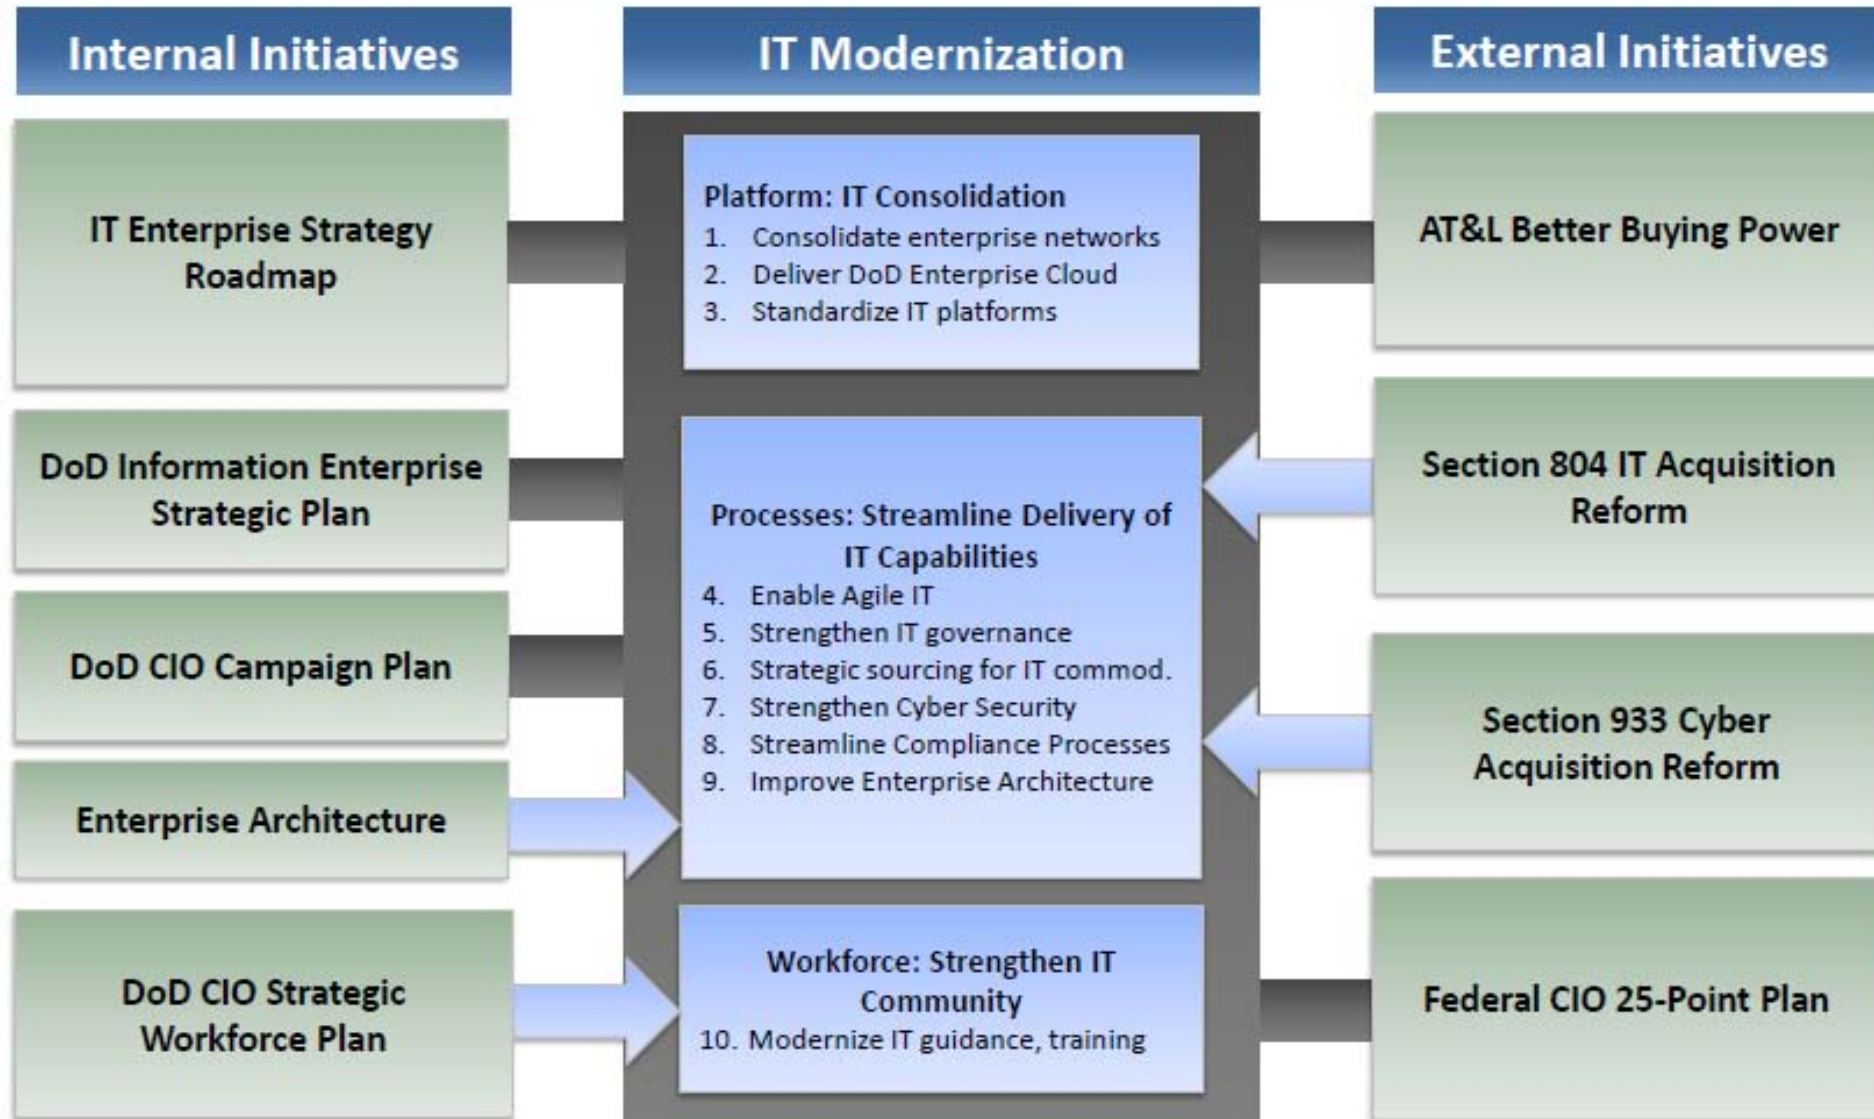 Internal Initiatives
IT Enterprise Strategy
Roadmap
DoD Information Enterprise
Strategic Plan
DoD CIO Campaign Plan
Enterprise Architecture
DoD CIO Strategic
Workforce Plan
IT Modernization
Platform: IT Consolidation
1. Consolidate enterprise networks
2. Deliver DoD Enterprise Cloud
3. Standardize IT platforms
Processes: Streamline Delivery of
IT Capabilities
4. Enable Agile IT
5. Strengthen IT governance
6. Strategic sourcing for IT commod.
7. Strengthen Cyber Security
8. Streamline Compliance Processes
9. Improve Enterprise Architecture
Workforce: Strengthen IT
Community
10. Modernize IT guidance, training
External Initiatives
AT&L Better Buying Power
Section 804 IT Acquisition
Reform
Section 933 Cyber
Acquisition Reform
Federal CIO 25-Point Plan